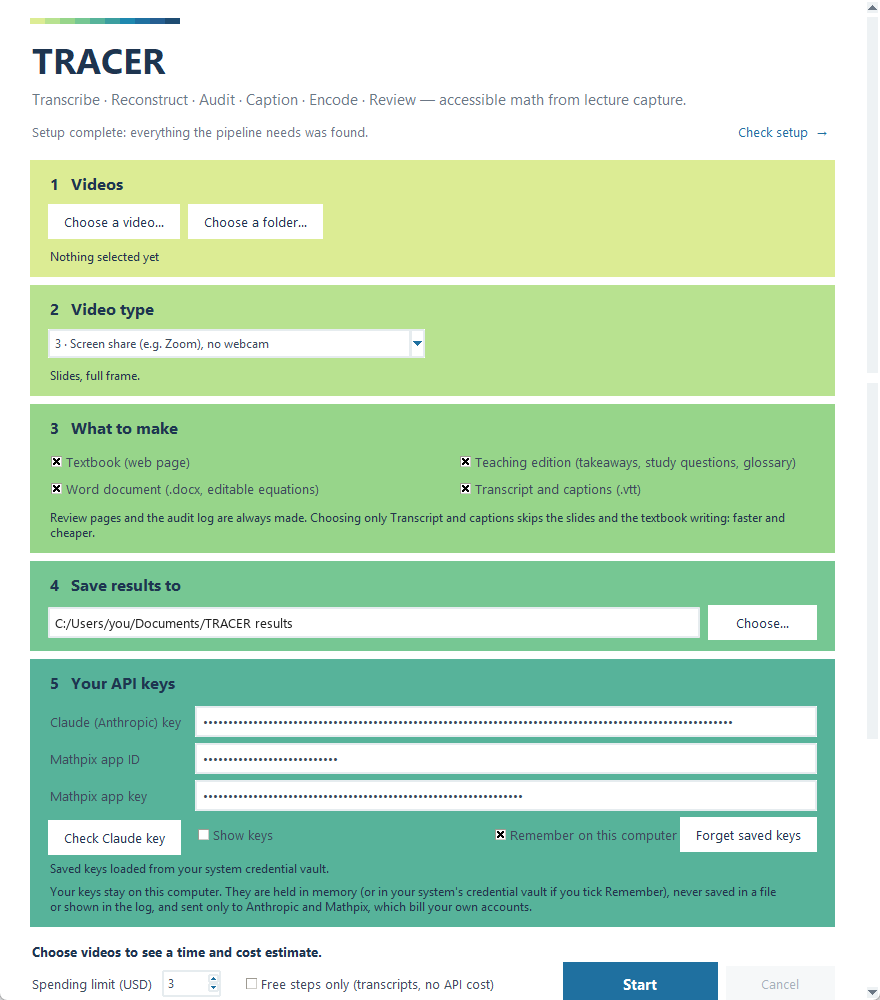 TRACER
Transcribe · Reconstruct · Audit · Caption · Encode · Review — accessible math from lecture capture.
Setup complete: everything the pipeline needs was found.
Check setup →
1 Videos
Choose a video...
Choose a folder...
Nothing selected yet
2 Video type
3 · Screen share (e.g. Zoom), no webcam
Slides, full frame.
3 What to make
Textbook (web page)
Teaching edition (takeaways, study questions, glossary)
Word document (.docx, editable equations)
Transcript and captions (.vtt)
Review pages and the audit log are always made. Choosing only Transcript and captions skips the slides and the textbook writing: faster and
cheaper.
4 Save results to
C:/Users/you/Documents/TRACER results
Choose...
5 Your API keys
Claude (Anthropic) key
Mathpix app ID
Mathpix app key
Check Claude key
Show keys
Remember on this computer
Forget saved keys
Saved keys loaded from your system credential vault.
Your keys stay on this computer. They are held in memory (or in your system's credential vault if you tick Remember), never saved in a file
or shown in the log, and sent only to Anthropic and Mathpix, which bill your own accounts.
Choose videos to see a time and cost estimate.
Spending limit (USD)
3
Free steps only (transcripts, no API cost)
Start
Cancel